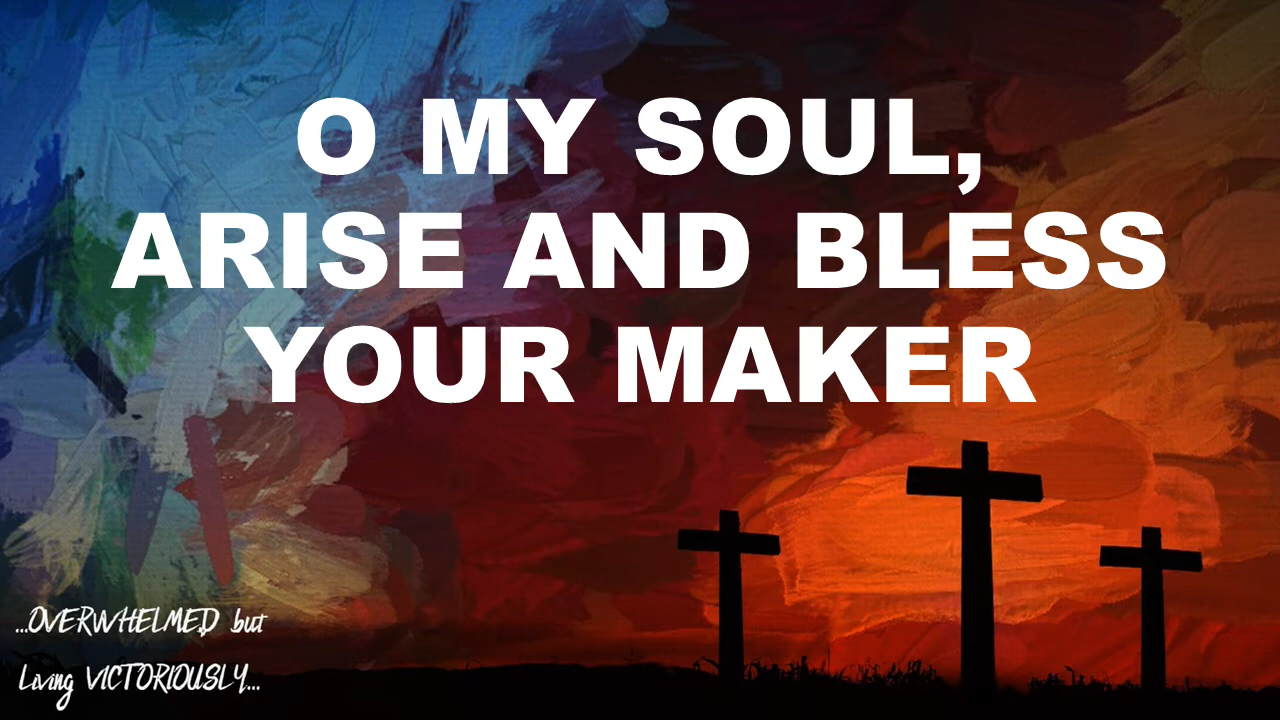 O MY SOUL,
ARISE AND BLESS
YOUR MAKER
...OVERWHELMED but
Living VICTORIOUSLY...